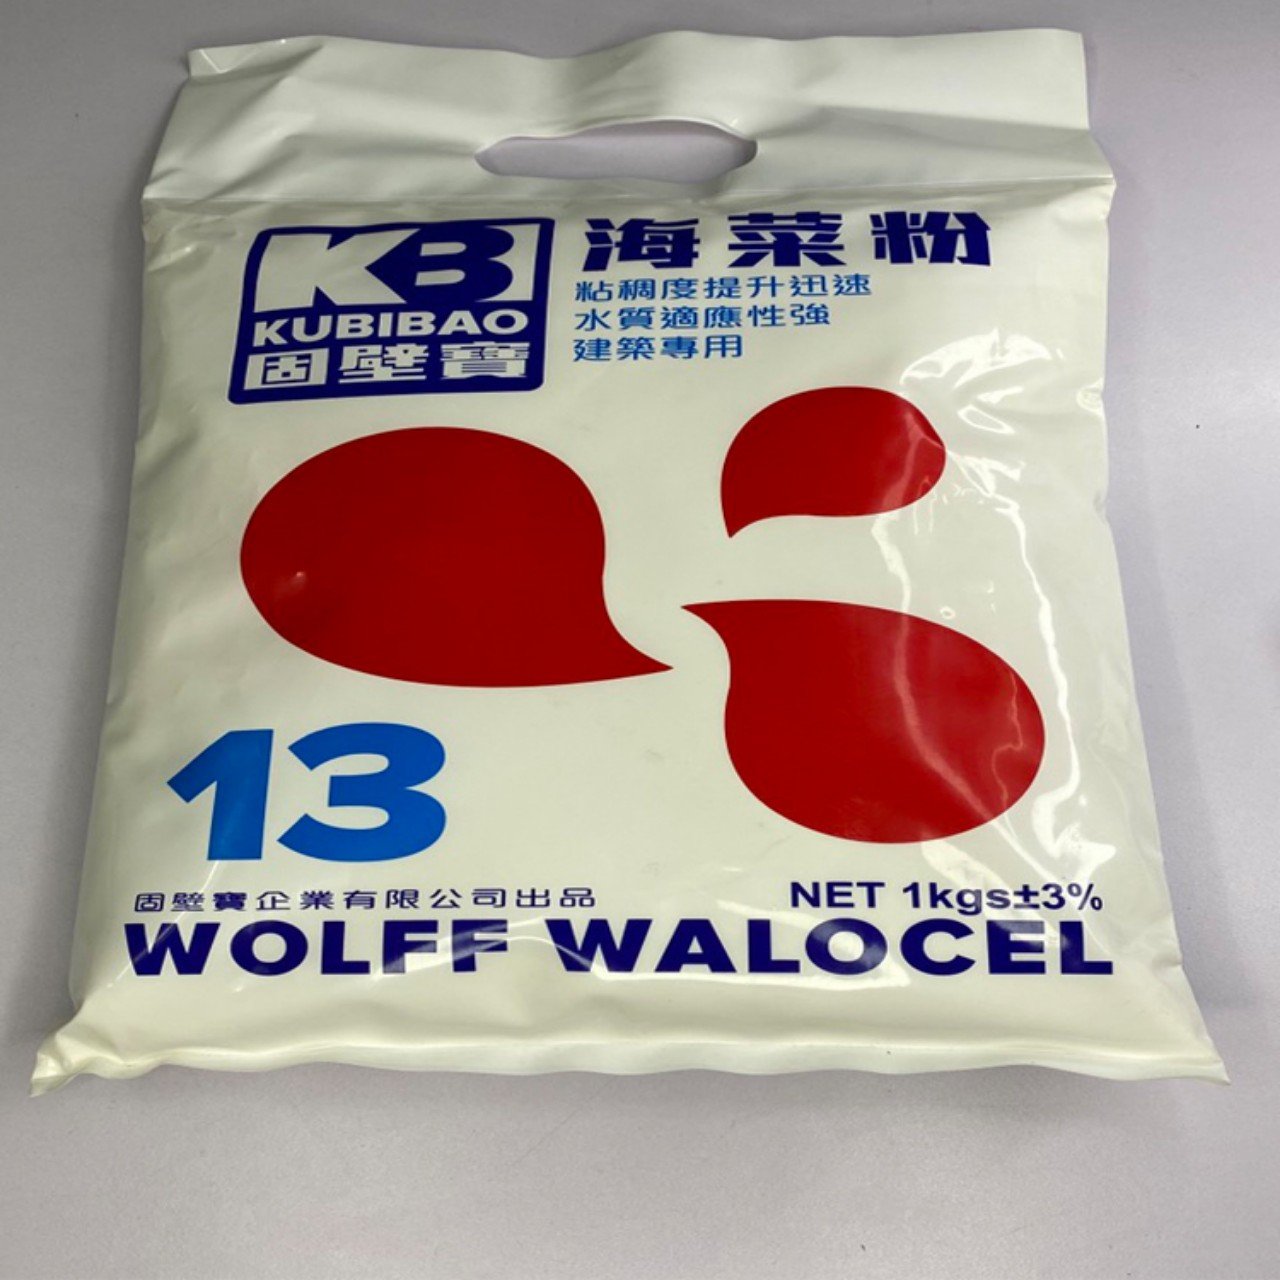 KB
KUBIBAO
固壁寶
海菜粉
粘稠度提升迅速
水質適應性強
建築專用
13
固壁寶企業有限公司出品
NET 1kgs±3%
WOLFF WALOCEL